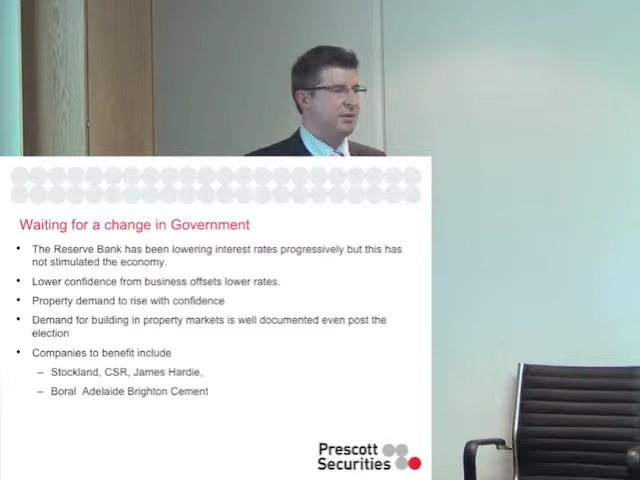 Waiting for a change in Government
• The Reserve Bank has been lowering interest rates progressively but this has
not stimulated the economy.
• Lower confidence from business offsets lower rates.
• Property demand to rise with confidence
• Demand for building in property markets is well documented even post the
election
• Companies to benefit include
– Stockland, CSR, James Hardie,
– Boral Adelaide Brighton Cement
Prescott
Securities